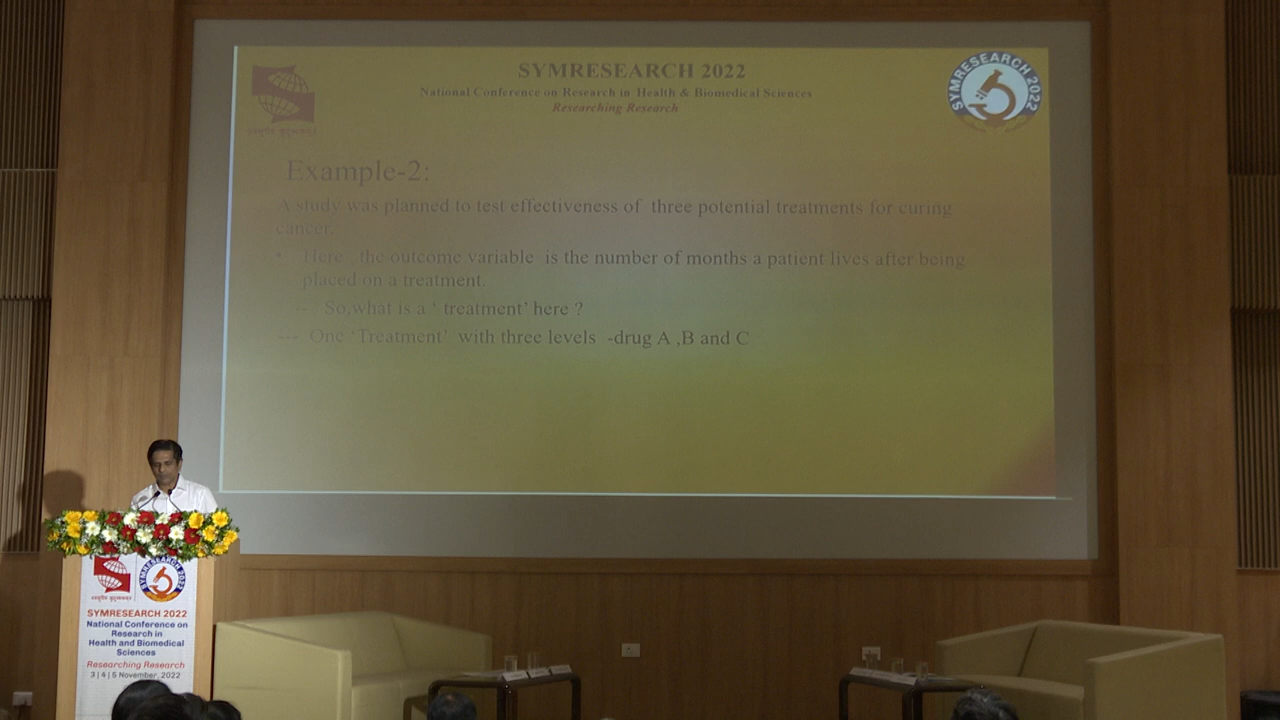 SYMRESEARCH 2022
National Conference on Research in Health & Biomedical Sciences
Researching Research
SYMRESEARCH 2022
Example-2:
A study was planned to test effectiveness of three potential treatments for curing
cancer.
• Here the outcome variable is the number of months a patient lives after being
placed on a treatment.
-- So,what is a ‘ treatment’ here ?
--- One ‘Treatment’ with three levels -drug A ,B and C
SYMRESEARCH 2022
SYMRESEARCH 2022
National Conference on
Research in
Health and Biomedical
Sciences
Researching Research
3 | 4 | 5 November, 2022